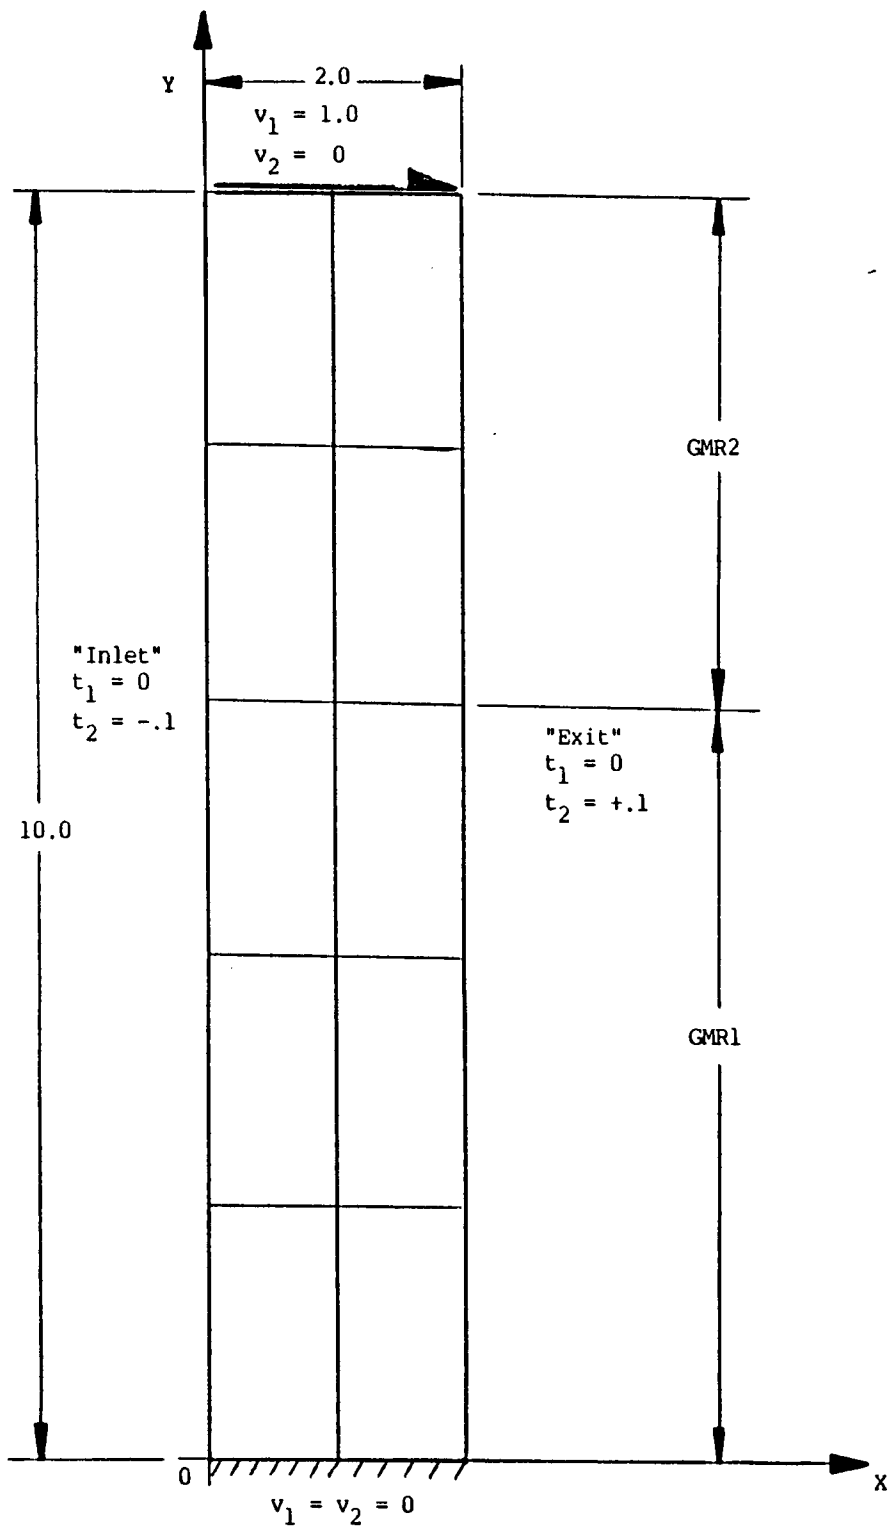 Y
2.0
v1 = 1.0
v2 = 0
GMR2
"Inlet"
t1 = 0
t2 = -.1
"Exit"
t1 = 0
t2 = +.1
10.0
GMR1
0
X
v1 = v2 = 0